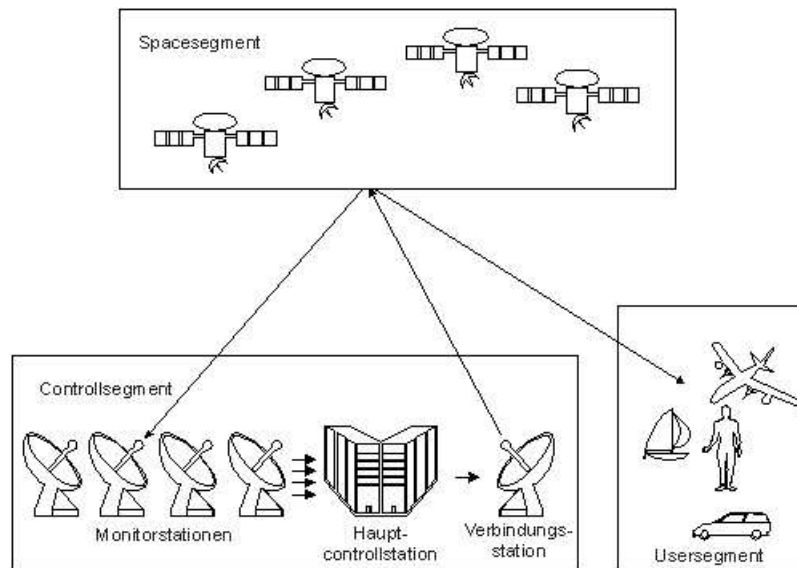 Spacesegment
Controllsegment
Monitorstationen
Haupt-
controllstation
Verbindungs-
station
Usersegment